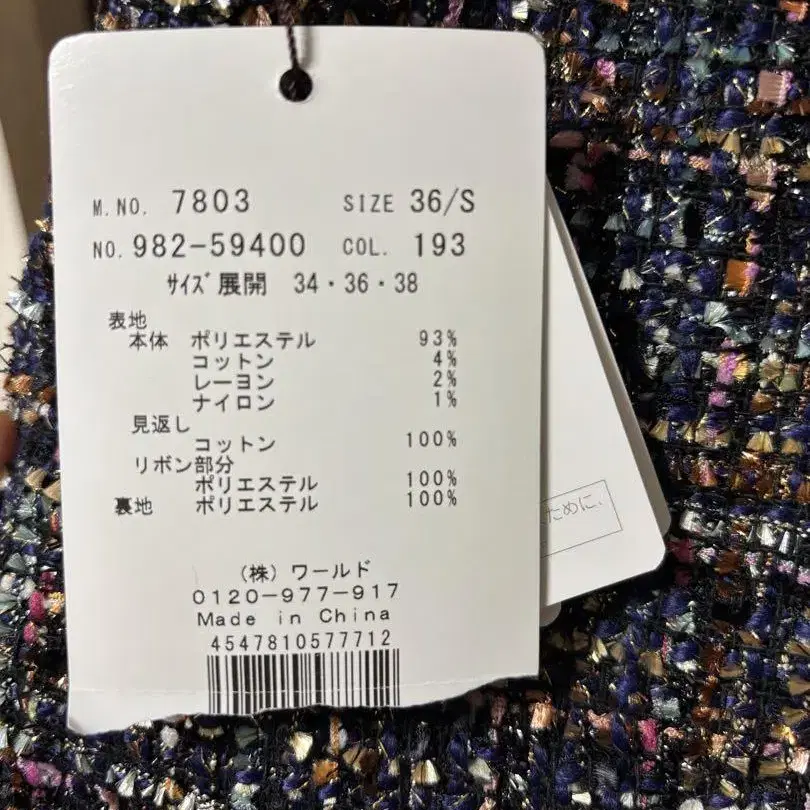 M.NO. 7803 SIZE 36/S
NO. 982-59400 COL. 193
サイズ展開 34・36・38
表地
本体 ポリエステル 93%
コットン 4%
レーヨン 2%
ナイロン 1%
見返し
コットン 100%
リボン部分
ポリエステル 100%
裏地 ポリエステル 100%
(株)ワールド
0120-977-917
Made in China
4547810577712
ために、